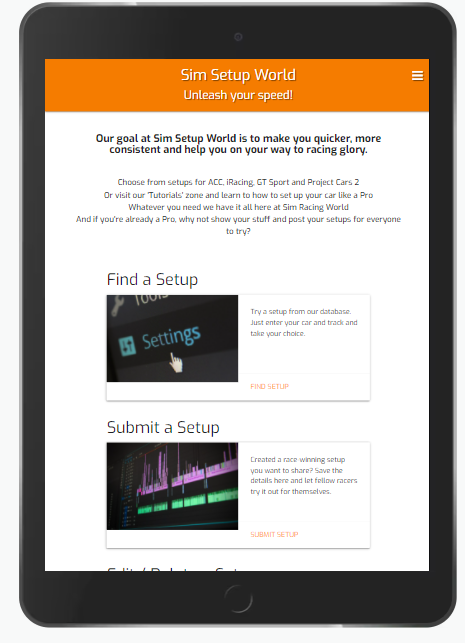 Sim Setup World
Unleash your speed!
Our goal at Sim Setup World is to make you quicker, more
consistent and help you on your way to racing glory.
Choose from setups for ACC, iRacing, GT Sport and Project Cars 2
Or visit our 'Tutorials' zone and learn to how to set up your car like a Pro
Whatever you need we have it all here at Sim Racing World
And if you're already a Pro, why not show your stuff and post your setups for everyone
to try?
Find a Setup
Tools
Settings
Try a setup from our database.
Just enter your car and track and
take your choice.
FIND SETUP
Submit a Setup
Created a race-winning setup
you want to share? Save the
details here and let fellow racers
try it out for themselves.
SUBMIT SETUP